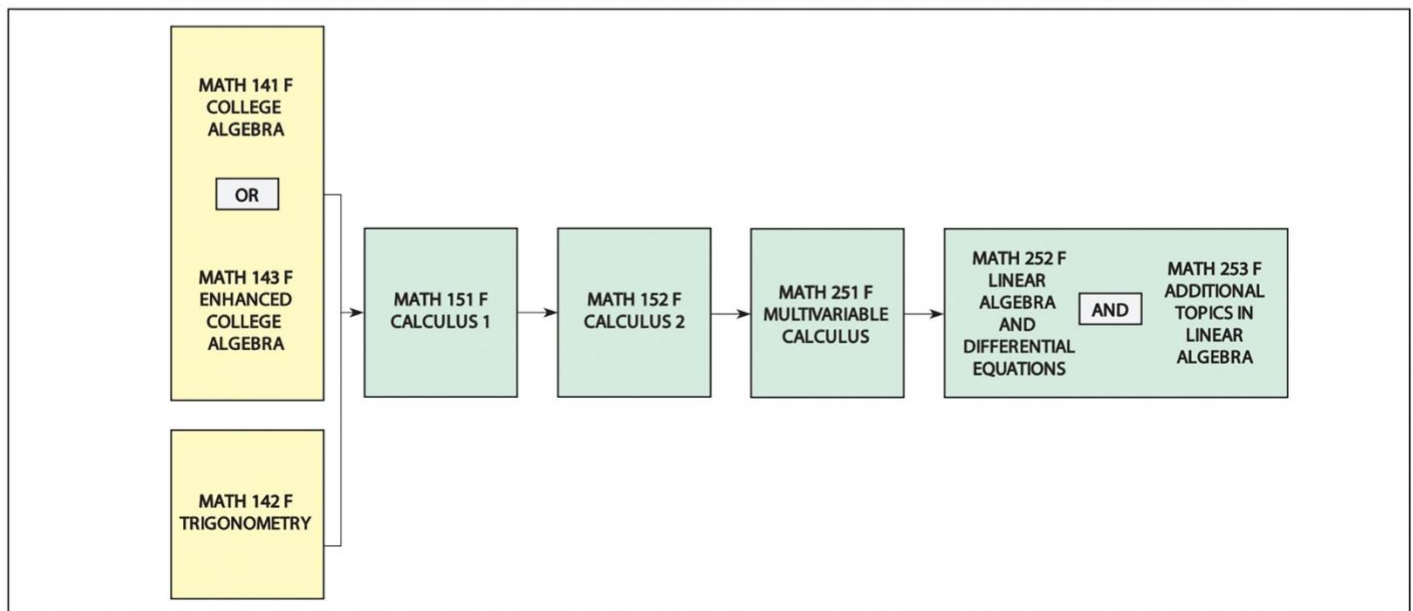 MATH 141 F
COLLEGE
ALGEBRA
OR
MATH 143 F
ENHANCED
COLLEGE
ALGEBRA
MATH 142 F
TRIGONOMETRY
MATH 151 F
CALCULUS 1
MATH 152 F
CALCULUS 2
MATH 251 F
MULTIVARIABLE
CALCULUS
MATH 252 F
LINEAR
ALGEBRA
AND
DIFFERENTIAL
EQUATIONS
AND
MATH 253 F
ADDITIONAL
TOPICS IN
LINEAR
ALGEBRA